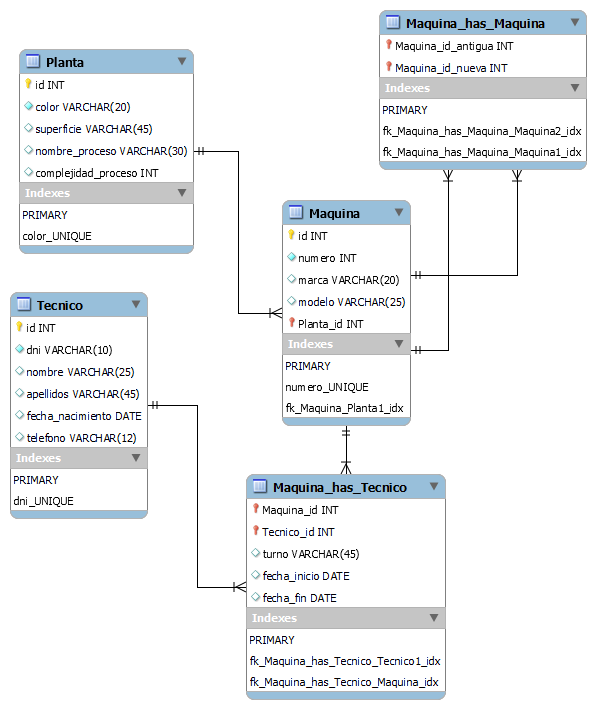 Maquina_has_Maquina
Maquina_id_antigua INT
Maquina_id_nueva INT
Indexes
PRIMARY
fk_Maquina_has_Maquina_Maquina2_idx
fk_Maquina_has_Maquina_Maquina1_idx
Planta
id INT
color VARCHAR(20)
superficie VARCHAR(45)
nombre_proceso VARCHAR(30)
complejidad_proceso INT
Indexes
PRIMARY
color_UNIQUE
Maquina
id INT
numero INT
marca VARCHAR(20)
modelo VARCHAR(25)
Planta_id INT
Indexes
PRIMARY
numero_UNIQUE
fk_Maquina_Planta1_idx
Tecnico
id INT
dni VARCHAR(10)
nombre VARCHAR(25)
apellidos VARCHAR(45)
fecha_nacimiento DATE
telefono VARCHAR(12)
Indexes
PRIMARY
dni_UNIQUE
Maquina_has_Tecnico
Maquina_id INT
Tecnico_id INT
turno VARCHAR(45)
fecha_inicio DATE
fecha_fin DATE
Indexes
PRIMARY
fk_Maquina_has_Tecnico_Tecnico1_idx
fk_Maquina_has_Tecnico_Maquina_idx